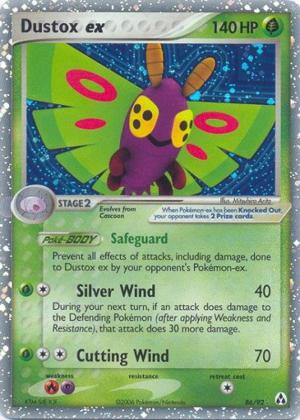 Dustox ex 140 HP
Illus. Mitsuhiro Arita
STAGE 2
Evolves from
Cascoon
When Pokémon-ex has been Knocked Out
your opponent takes 2 Prize cards.
Poké-BODY Safeguard
Prevent all effects of attacks, including damage, done
to Dustox ex by your opponent's Pokémon-ex.
Silver Wind 40
During your next turn, if an attack does damage to
the Defending Pokémon (after applying Weakness and
Resistance), that attack does 30 more damage.
Cutting Wind 70
weakness resistance retreat cost
©2006 Pokémon/Nintendo
86/92